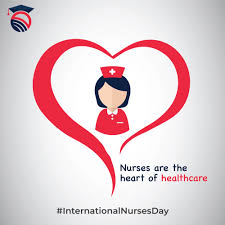 Nurses are the
heart of healthcare
#InternationalNursesDay